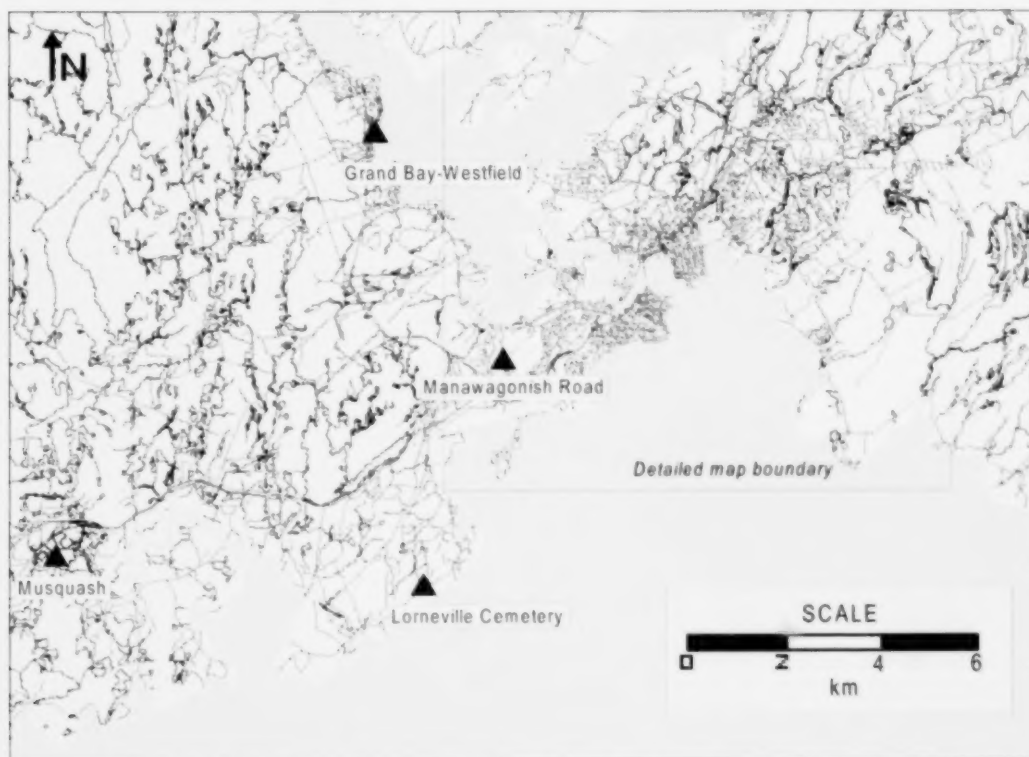 N
Grand Bay-Westfield
Manawagonish Road
Detailed map boundary
Musquash
Lorneville Cemetery
SCALE
0 2 4 6
km